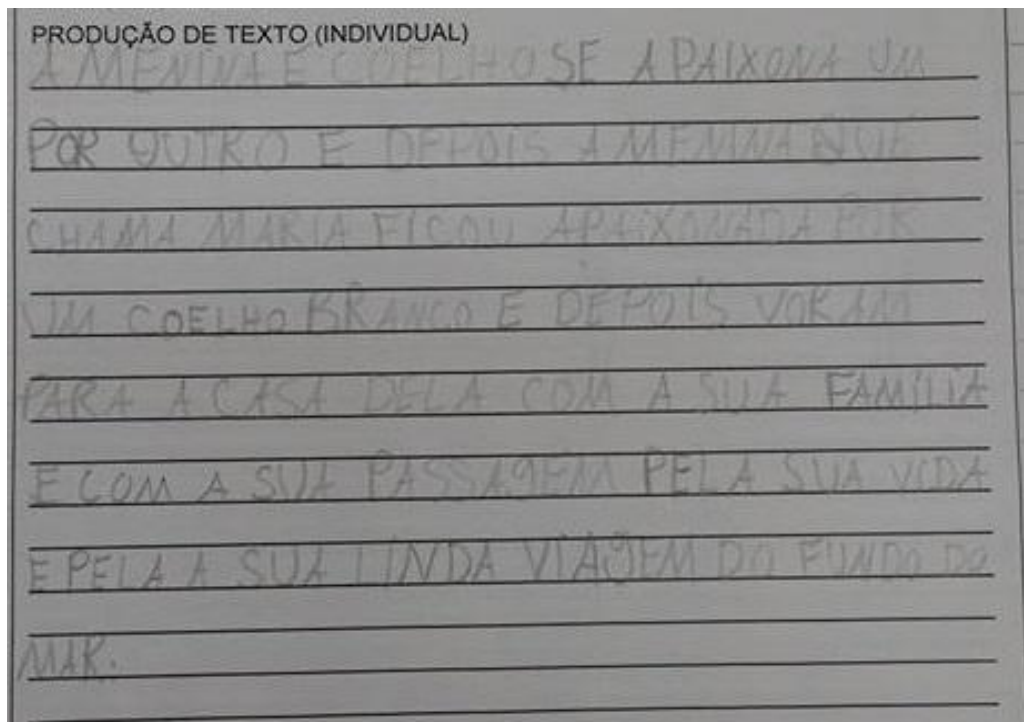 PRODUÇÃO DE TEXTO (INDIVIDUAL)
A MENINA E COELHO SE APAIXONA UM
POR OUTRO E DEPOIS A MENINA QUE
CHAMA MARIA FICOU APAIXONADA POR
UM COELHO BRANCO E DEPOIS VORAM
PARA A CASA DELA COM A SUA FAMÍLIA
E COM A SUA PASSAGEM PELA SUA VIDA
E PELA A SUA LINDA VIAGEM DO FUNDO DO
MAR.